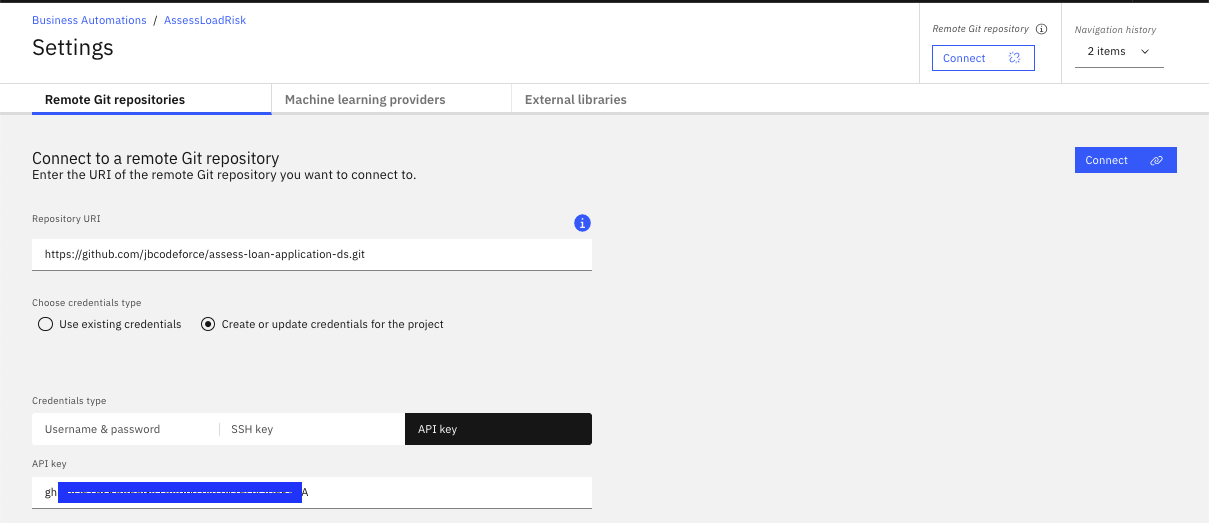 Business Automations / AssessLoadRisk
Settings
Remote Git repository
Connect
Navigation history
2 items
Remote Git repositories
Machine learning providers
External libraries
Connect to a remote Git repository
Enter the URI of the remote Git repository you want to connect to.
Connect
Repository URI
https://github.com/jbcodeforce/assess-loan-application-ds.git
Choose credentials type
Use existing credentials
Create or update credentials for the project
Credentials type
Username & password
SSH key
API key
API key